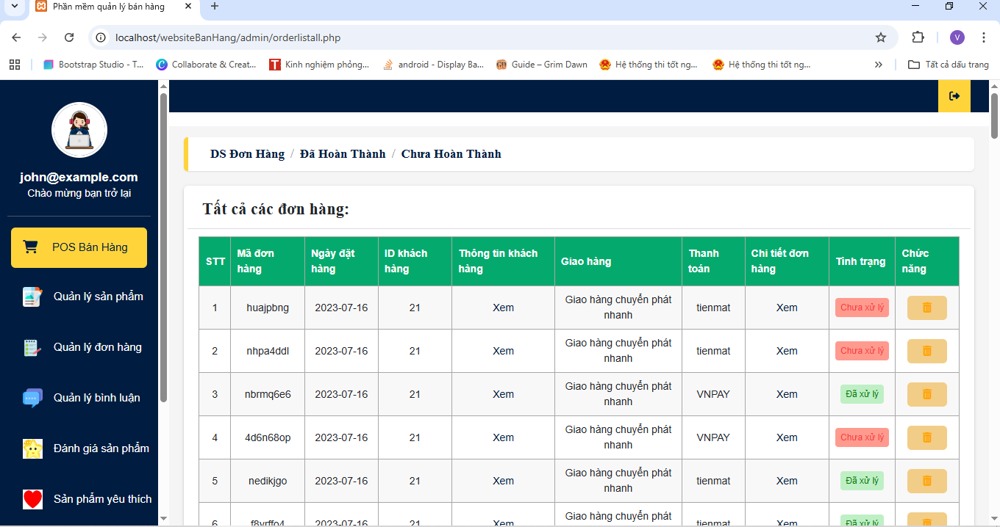 Phần mềm quản lý bán hàng
localhost/websiteBanHang/admin/orderlistall.php
V
Bootstrap Studio - T...
Collaborate & Creat...
Kinh nghiệm phỏng...
android - Display Ba...
Guide – Grim Dawn
Hệ thống thi tốt ng...
Hệ thống thi tốt ng...
Tất cả dấu trang
john@example.com
Chào mừng bạn trở lại
POS Bán Hàng
Quản lý sản phẩm
Quản lý đơn hàng
Quản lý bình luận
Đánh giá sản phẩm
Sản phẩm yêu thích
DS Đơn Hàng / Đã Hoàn Thành / Chưa Hoàn Thành
Tất cả các đơn hàng:
STT Mã đơn hàng Ngày đặt hàng ID khách hàng Thông tin khách hàng Giao hàng Thanh toán Chi tiết đơn hàng Tình trạng Chức năng
1 huajpbng 2023-07-16 21 Xem Giao hàng chuyển phát nhanh tienmat Xem Chưa xử lý
2 nhpa4ddl 2023-07-16 21 Xem Giao hàng chuyển phát nhanh tienmat Xem Chưa xử lý
3 nbrmq6e6 2023-07-16 21 Xem Giao hàng chuyển phát nhanh VNPAY Xem Đã xử lý
4 4d6n68op 2023-07-16 21 Xem Giao hàng chuyển phát nhanh VNPAY Xem Chưa xử lý
5 nedikjgo 2023-07-16 21 Xem Giao hàng chuyển phát nhanh tienmat Xem Đã xử lý
6 2023-07-16 21 Xem Giao hàng chuyển phát tienmat Xem Đã xử lý